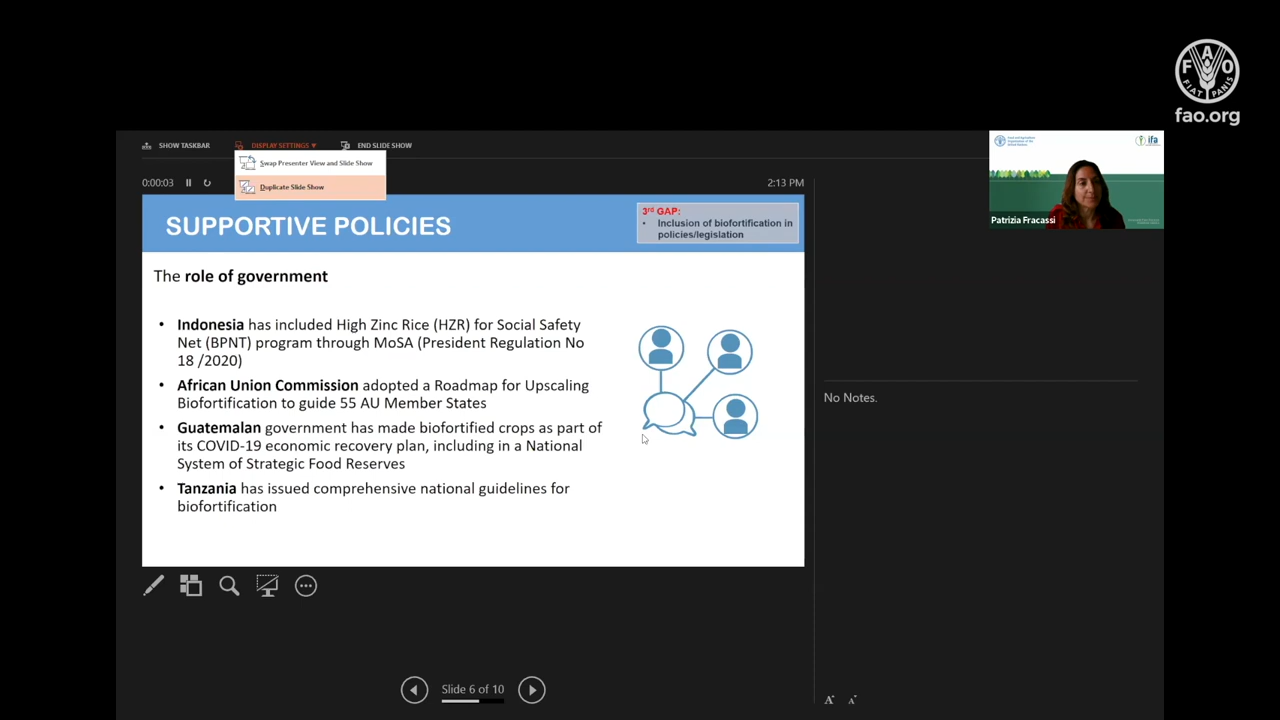 FAO
FIAT PANIS
fao.org
SHOW TASKBAR
DISPLAY SETTINGS ▼
END SLIDE SHOW
Swap Presenter View and Slide Show
Duplicate Slide Show
0:00:03
2:13 PM
ifa
Patrizia Fracassi
SUPPORTIVE POLICIES
3rd GAP:
• Inclusion of biofortification in
policies/legislation
The role of government
• Indonesia has included High Zinc Rice (HZR) for Social Safety
Net (BPNT) program through MoSA (President Regulation No
18 /2020)
• African Union Commission adopted a Roadmap for Upscaling
Biofortification to guide 55 AU Member States
• Guatemalan government has made biofortified crops as part of
its COVID-19 economic recovery plan, including in a National
System of Strategic Food Reserves
• Tanzania has issued comprehensive national guidelines for
biofortification
No Notes.
Slide 6 of 10
A A